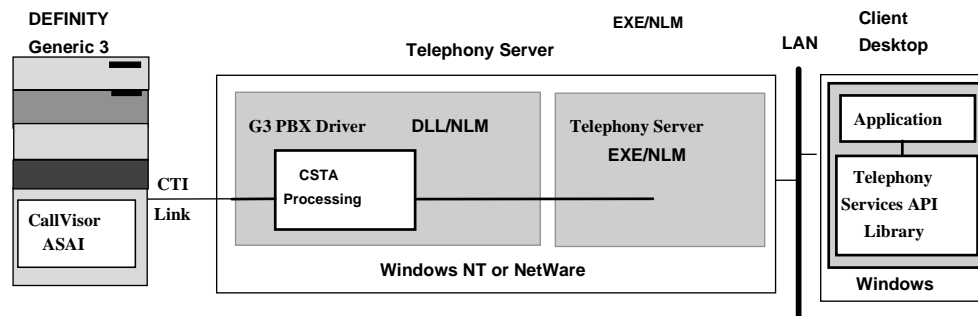 DEFINITY
Generic 3
EXE/NLM
Telephony Server
LAN
Client
Desktop
G3 PBX Driver
DLL/NLM
Telephony Server
EXE/NLM
Application
CSTA
Processing
CTI
Link
CallVisor
ASAI
Telephony
Services API
Library
Windows NT or NetWare
Windows